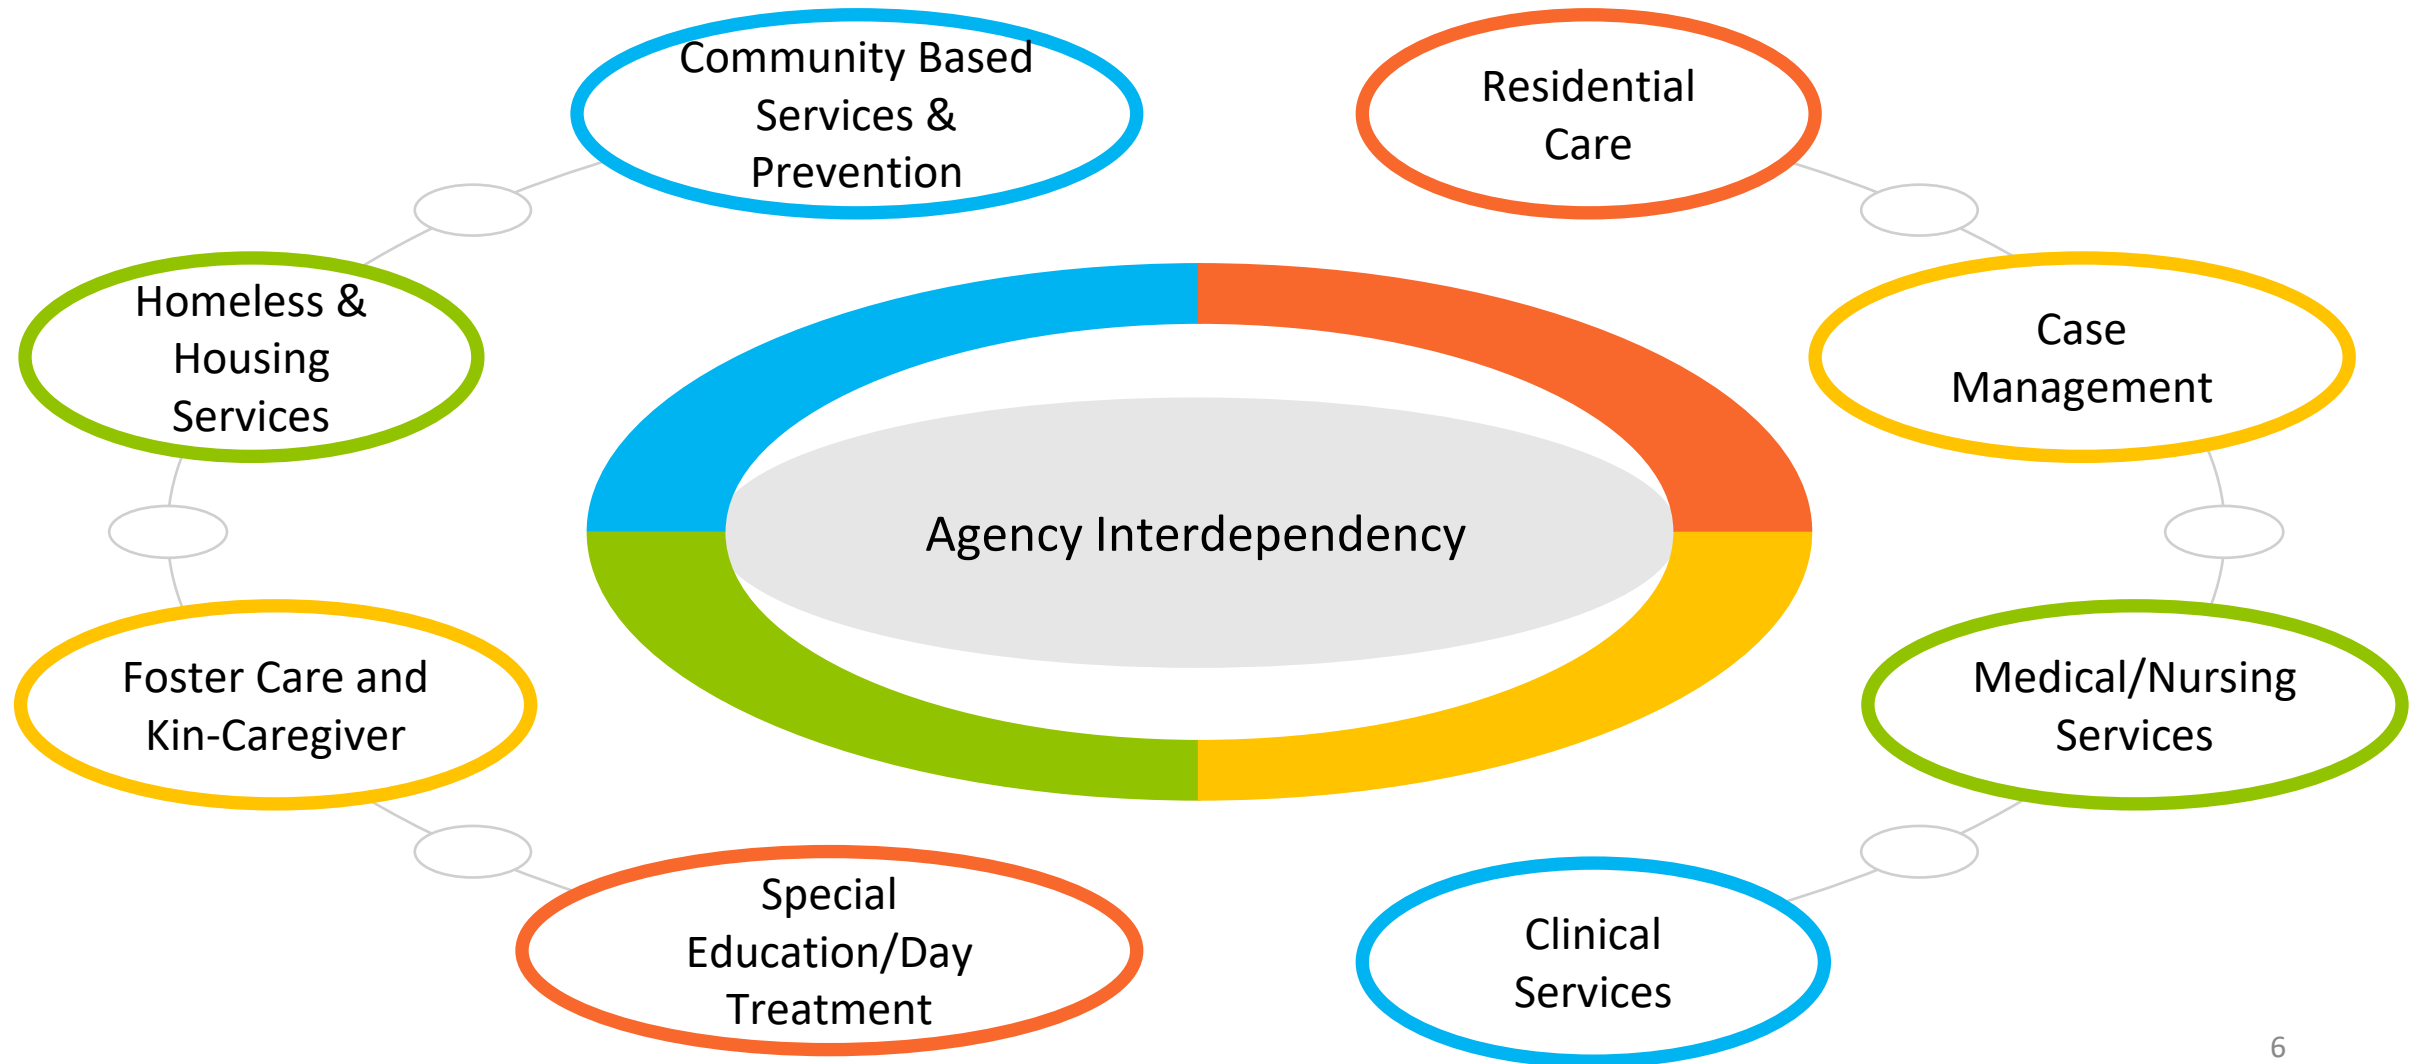 Community Based
Services &
Prevention
Residential
Care
Homeless &
Housing
Services
Case
Management
Agency Interdependency
Foster Care and
Kin-Caregiver
Medical/Nursing
Services
Special
Education/Day
Treatment
Clinical
Services
6